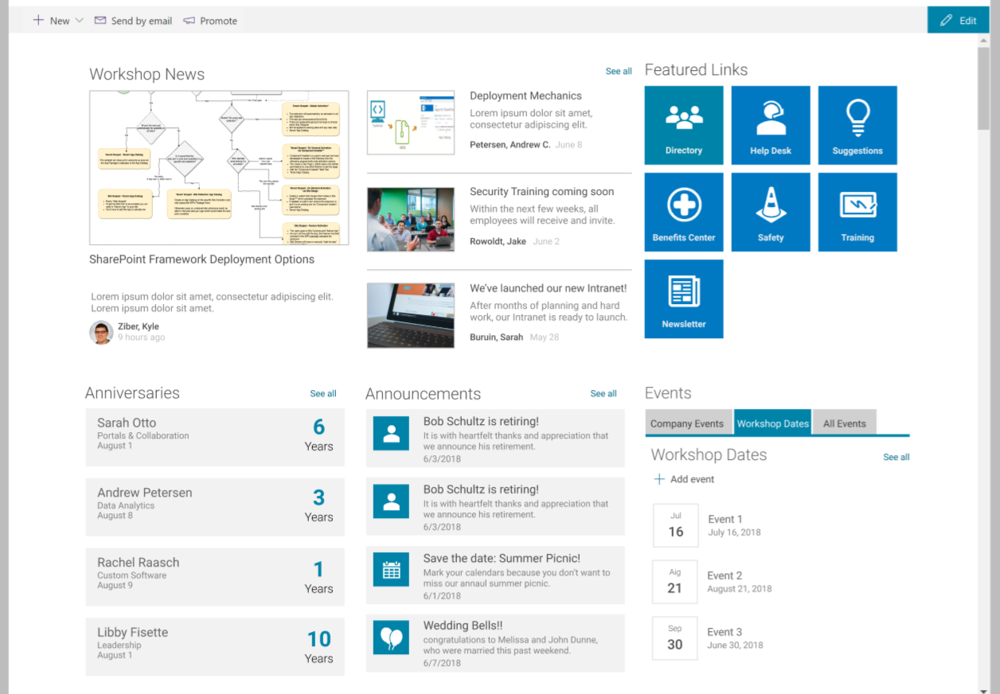 New
Send by email
Promote
Edit
Workshop News
See all
SharePoint Framework Deployment Options
Lorem ipsum dolor sit amet, consectetur adipiscing elit.
Lorem ipsum dolor sit amet.
Ziber, Kyle
9 hours ago
Deployment Mechanics
Lorem ipsum dolor sit amet,
consectetur adipiscing elit.
Petersen, Andrew C. June 8
Security Training coming soon
Within the next few weeks, all
employees will receive and invite.
Rowoldt, Jake June 2
We've launched our new Intranet!
After months of planning and hard
work, our Intranet is ready to launch.
Buruin, Sarah May 28
Featured Links
Directory
Help Desk
Suggestions
Benefits Center
Safety
Training
Newsletter
Anniversaries
See all
Sarah Otto
Portals & Collaboration
August 1
6
Years
Andrew Petersen
Data Analytics
August 8
3
Years
Rachel Raasch
Custom Software
August 9
1
Years
Libby Fisette
Leadership
August 1
10
Years
Announcements
See all
Bob Schultz is retiring!
It is with heartfelt thanks and appreciation that
we announce his retirement.
6/3/2018
Bob Schultz is retiring!
It is with heartfelt thanks and appreciation that
we announce his retirement.
6/3/2018
Save the date: Summer Picnic!
Mark your calendars because you don't want to
miss our annaul summer picnic.
6/1/2018
Wedding Bells!!
congratulations to Melissa and John Dunne,
who were married this past weekend.
6/7/2018
Events
Company Events
Workshop Dates
All Events
Workshop Dates
See all
Add event
Jul
16
Event 1
July 16, 2018
Aig
21
Event 2
August 21, 2018
Sep
30
Event 3
June 30, 2018